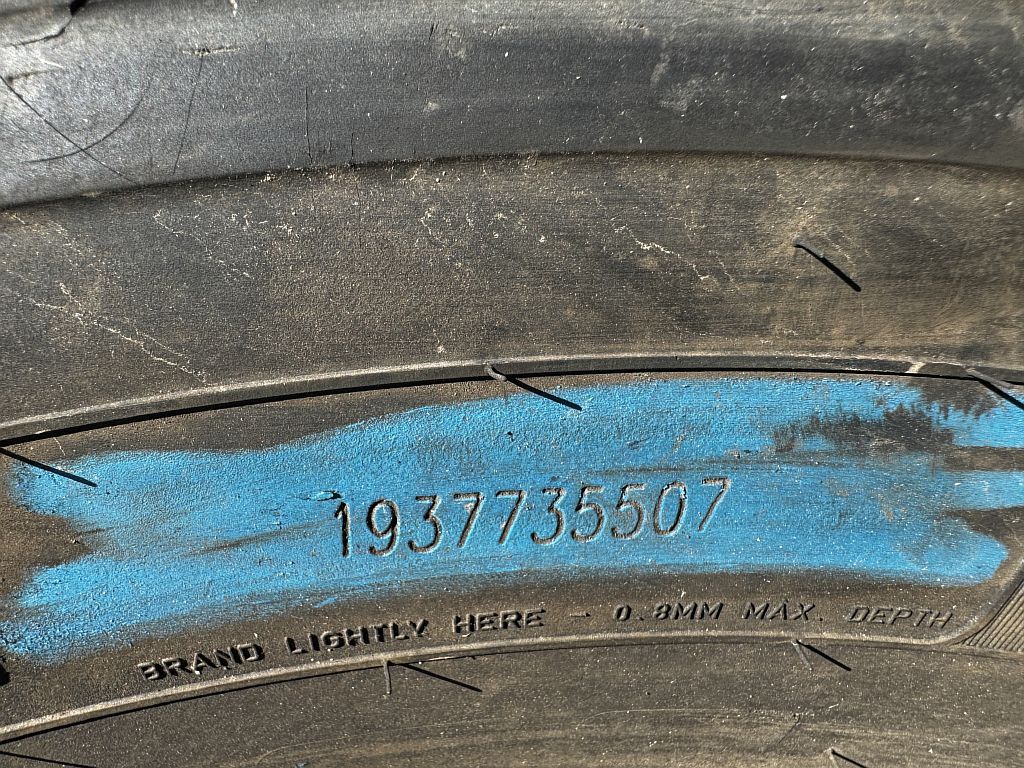 1937735507
BRAND LIGHTLY HERE - 0.8MM MAX. DEPTH